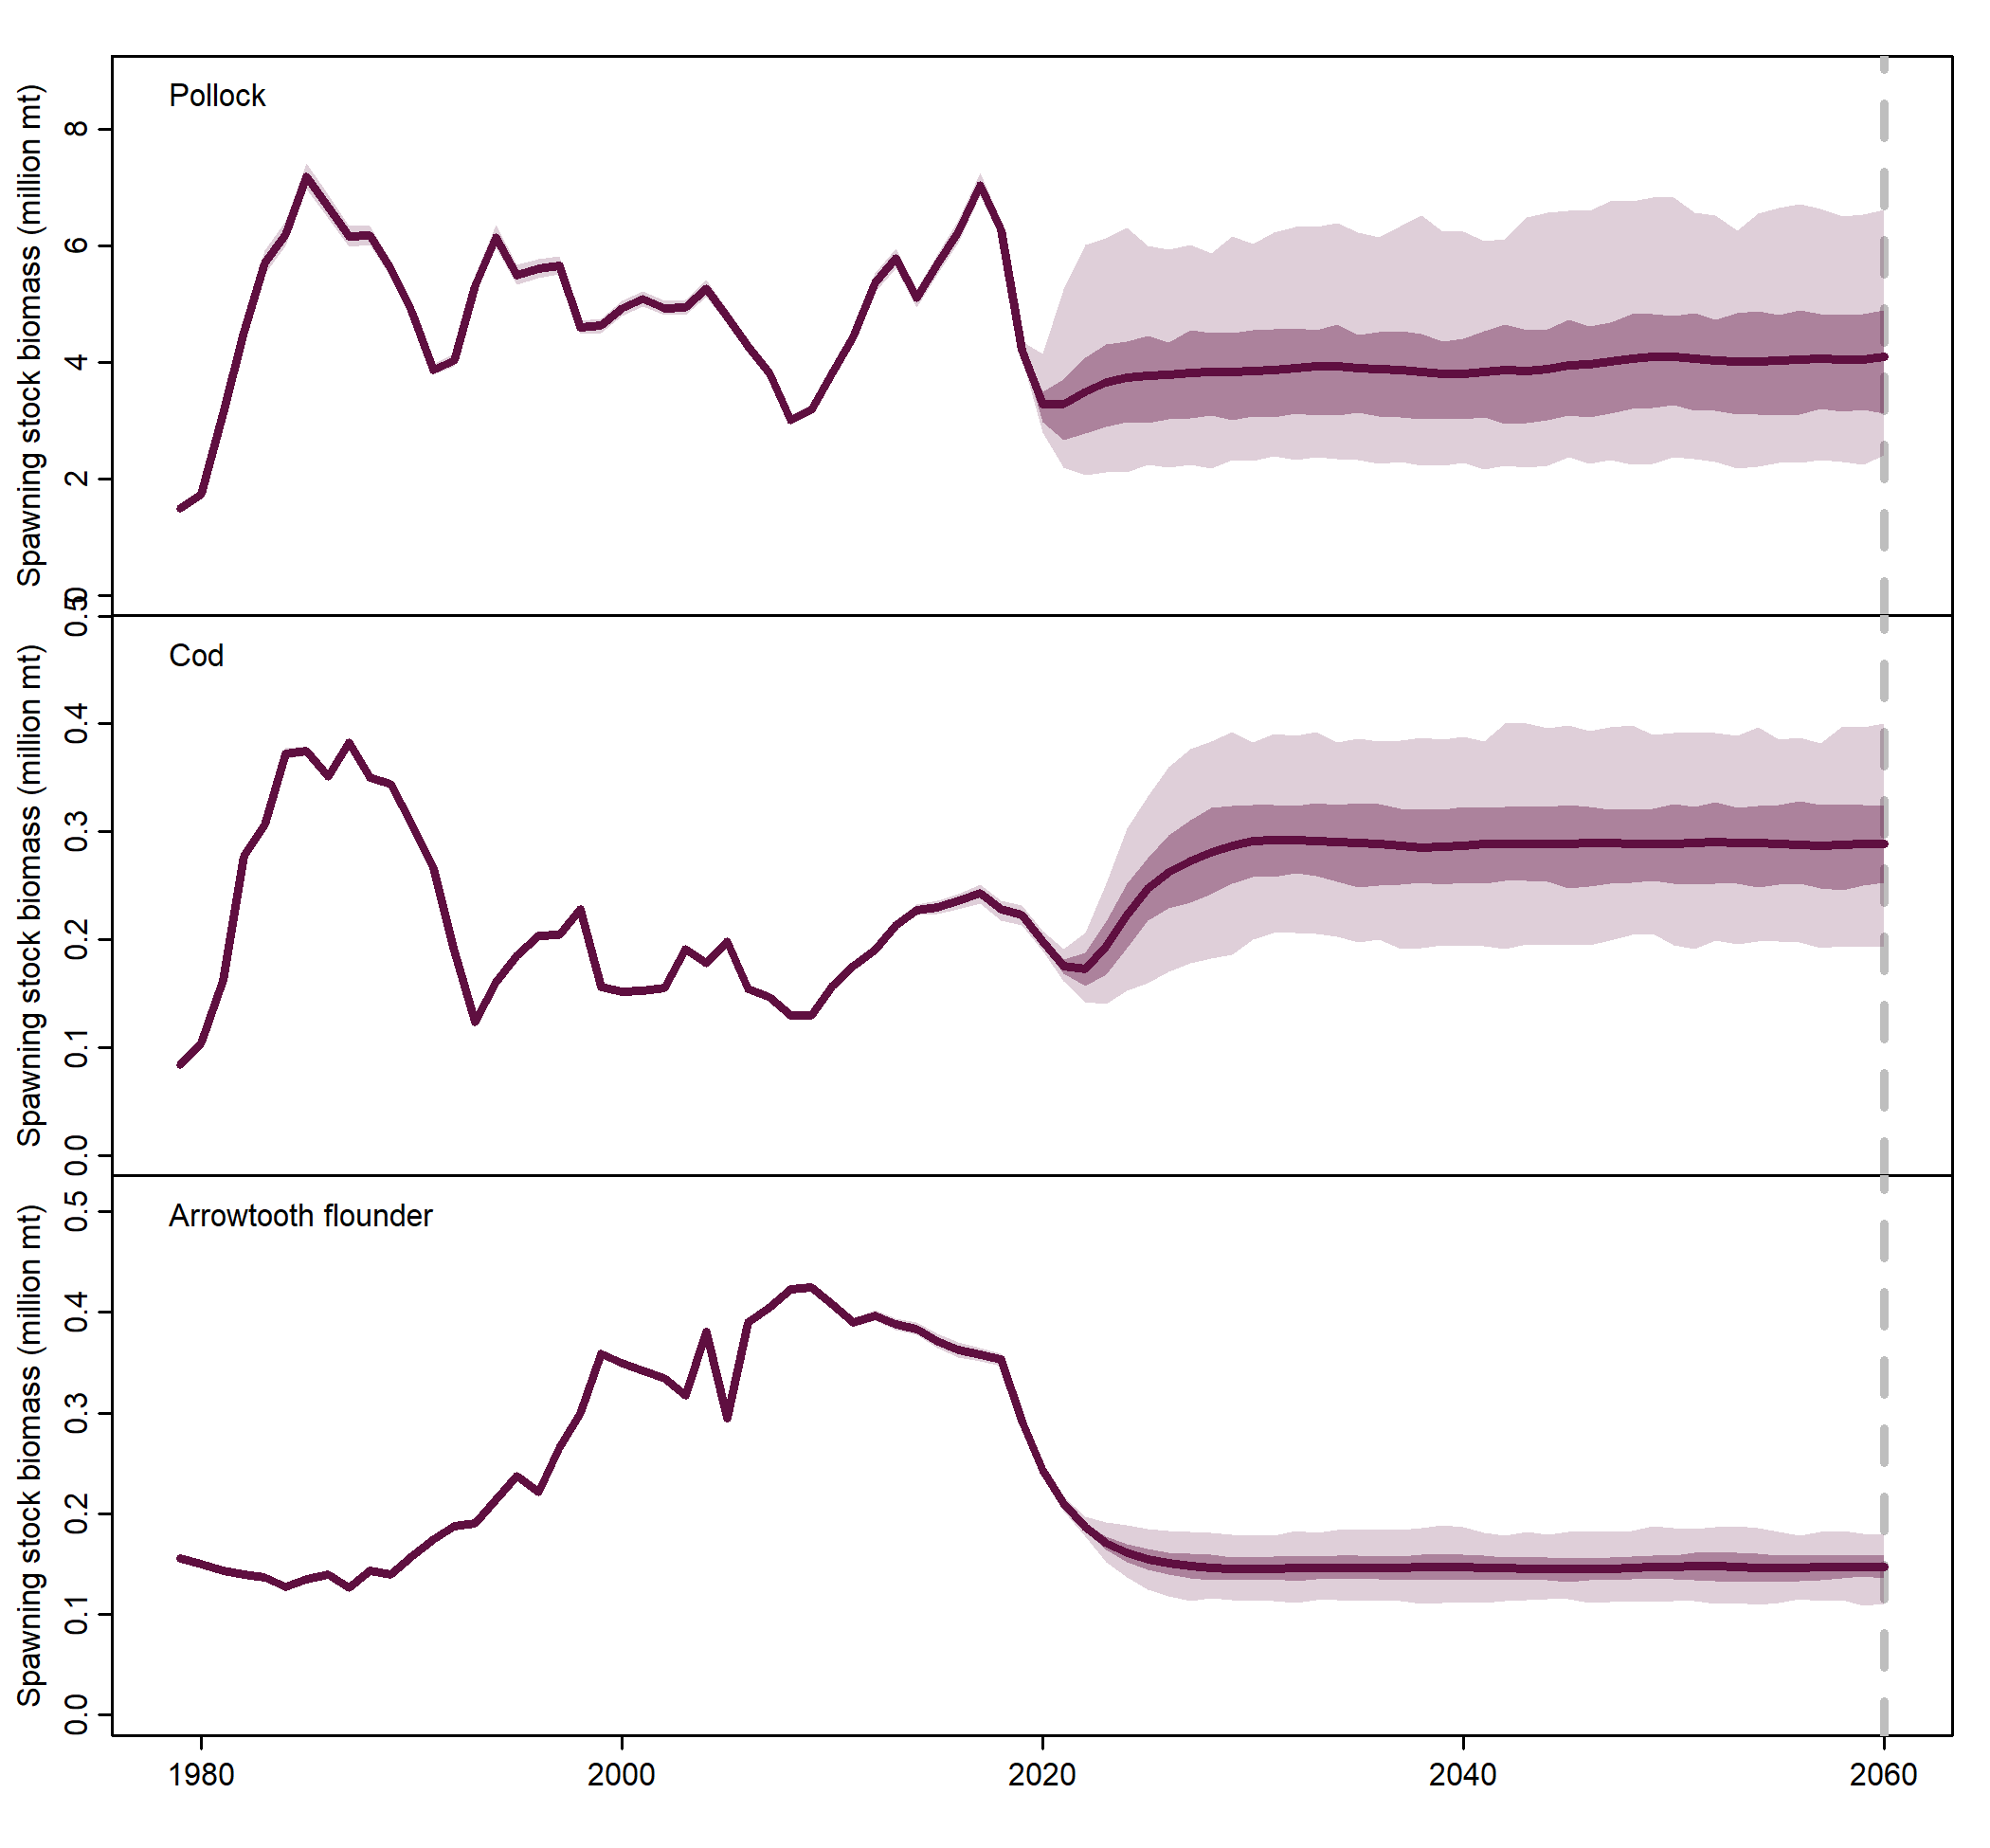 Pollock
Spawning stock biomass (million mt)
8
6
4
2
0
Cod
Spawning stock biomass (million mt)
0.5
0.4
0.3
0.2
0.1
0.0
Arrowtooth flounder
Spawning stock biomass (million mt)
0.5
0.4
0.3
0.2
0.1
0.0
1980 2000 2020 2040 2060